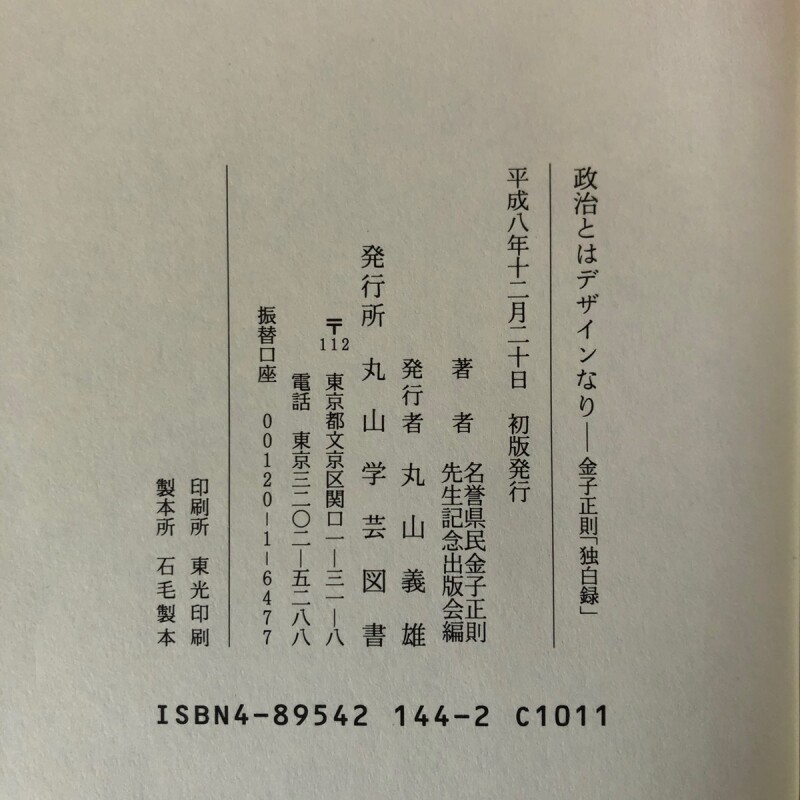 政治とはデザインなり―金子正則「独白録」
平成八年十二月二十日　初版発行
著者　名誉県民金子正則
先生記念出版会編
発行者　丸山義雄
発行所　丸山学芸図書
〒112　東京都文京区関口一―三一―八
電話　東京三二〇二―五二八八
振替口座　00120-1-6477
印刷所　東光印刷
製本所　石毛製本
ISBN4-89542 144-2 C1011